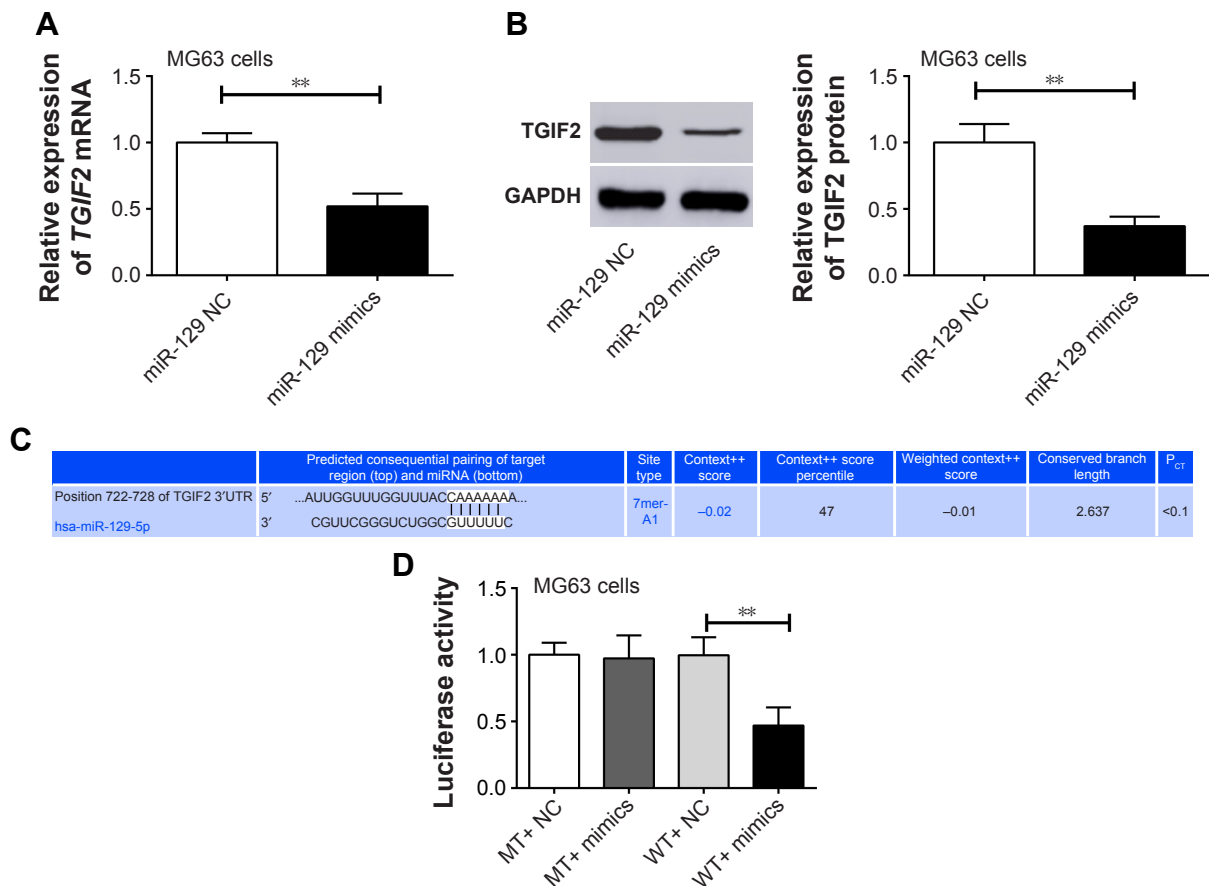 A
MG63 cells
**
Relative expression
of TGIF2 mRNA
1.5
1.0
0.5
0.0
miR-129 NC
miR-129 mimics
B
TGIF2
GAPDH
miR-129 NC
miR-129 mimics
MG63 cells
**
Relative expression
of TGIF2 protein
1.5
1.0
0.5
0.0
miR-129 NC
miR-129 mimics
C
Predicted consequential pairing of target
region (top) and miRNA (bottom)
Site
type
Context++
score
Context++ score
percentile
Weighted context++
score
Conserved branch
length
PCT
Position 722-728 of TGIF2 3′UTR
5′ ...AUUGGUUUGGUUUACCAAAAAAA...
hsa-miR-129-5p
3′ CGUUCGGGUCUGGCGUUUUUC
7mer-
A1
–0.02
47
–0.01
2.637
<0.1
D
MG63 cells
**
Luciferase activity
1.5
1.0
0.5
0.0
MT+ NC
MT+ mimics
WT+ NC
WT+ mimics